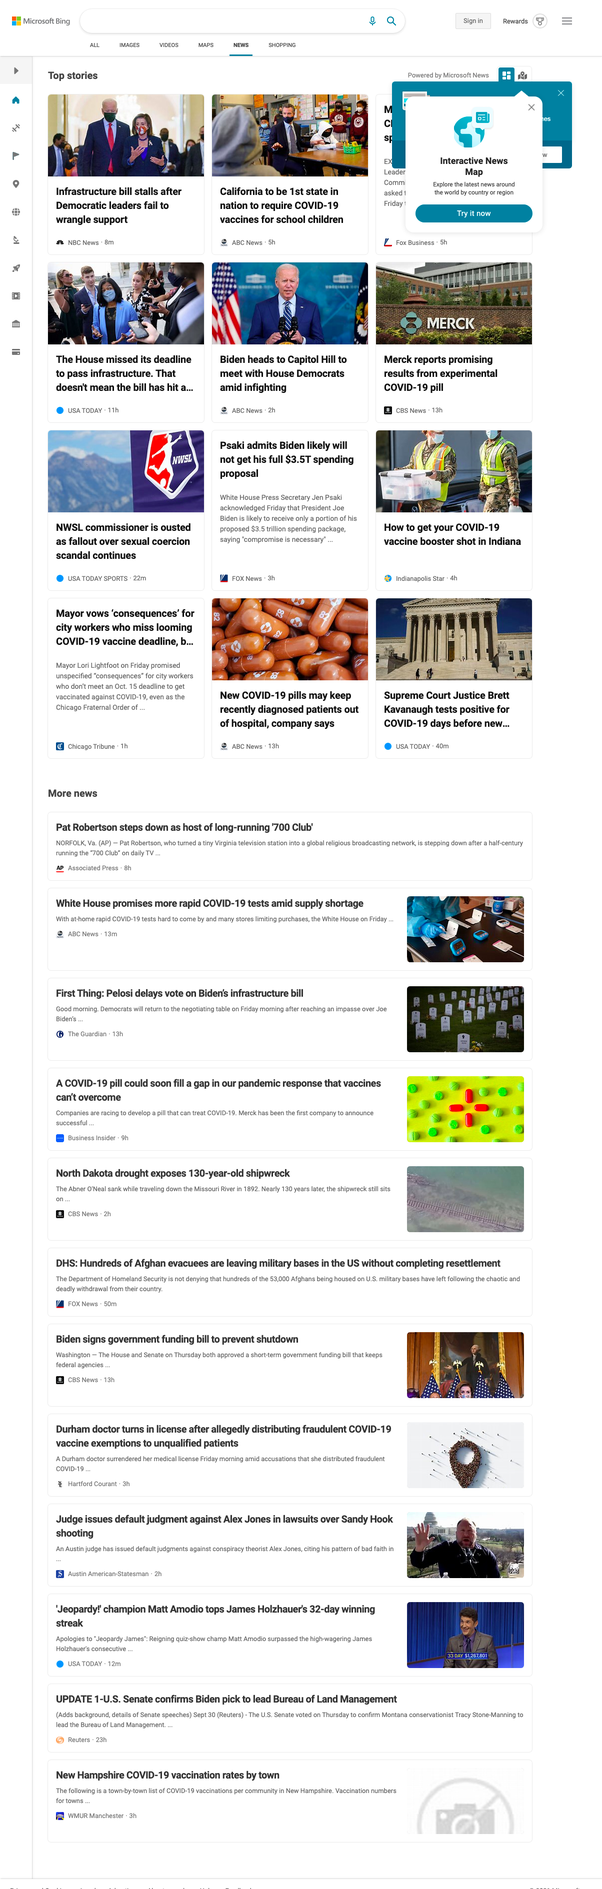 Microsoft Bing
Sign in
Rewards
ALL
IMAGES
VIDEOS
MAPS
NEWS
SHOPPING
Top stories
Powered by Microsoft News
Interactive News
Map
Explore the latest news around
the world by country or region
Try it now
Infrastructure bill stalls after
Democratic leaders fail to
wrangle support
NBC News · 8m
California to be 1st state in
nation to require COVID-19
vaccines for school children
ABC News · 5h
Fox Business · 5h
The House missed its deadline
to pass infrastructure. That
doesn't mean the bill has hit a...
USA TODAY · 11h
Biden heads to Capitol Hill to
meet with House Democrats
amid infighting
ABC News · 2h
MERCK
Merck reports promising
results from experimental
COVID-19 pill
CBS News · 13h
NWSL
NWSL commissioner is ousted
as fallout over sexual coercion
scandal continues
USA TODAY SPORTS · 22m
Psaki admits Biden likely will
not get his full $3.5T spending
proposal
White House Press Secretary Jen Psaki
acknowledged Friday that President Joe
Biden is likely to receive only a portion of his
proposed $3.5 trillion spending package,
saying "compromise is necessary" ...
FOX News · 3h
How to get your COVID-19
vaccine booster shot in Indiana
Indianapolis Star · 4h
Mayor vows 'consequences' for
city workers who miss looming
COVID-19 vaccine deadline, b...
Mayor Lori Lightfoot on Friday promised
unspecified "consequences" for city workers
who don't meet an Oct. 15 deadline to get
vaccinated against COVID-19, even as the
Chicago Fraternal Order of ...
Chicago Tribune · 1h
New COVID-19 pills may keep
recently diagnosed patients out
of hospital, company says
ABC News · 13h
Supreme Court Justice Brett
Kavanaugh tests positive for
COVID-19 days before new...
USA TODAY · 40m
More news
Pat Robertson steps down as host of long-running '700 Club'
NORFOLK, Va. (AP) — Pat Robertson, who turned a tiny Virginia television station into a global religious broadcasting network, is stepping down after a half-century
running the "700 Club" on daily TV ...
AP Associated Press · 8h
White House promises more rapid COVID-19 tests amid supply shortage
With at-home rapid COVID-19 tests hard to come by and many stores limiting purchases, the White House on Friday ...
ABC News · 13m
First Thing: Pelosi delays vote on Biden's infrastructure bill
Good morning. Democrats will return to the negotiating table on Friday morning after reaching an impasse over Joe
Biden's ...
The Guardian · 13h
A COVID-19 pill could soon fill a gap in our pandemic response that vaccines
can't overcome
Companies are racing to develop a pill that can treat COVID-19. Merck has been the first company to announce
successful ...
Business Insider · 9h
North Dakota drought exposes 130-year-old shipwreck
The Abner O'Neal sank while traveling down the Missouri River in 1892. Nearly 130 years later, the shipwreck still sits
on ...
CBS News · 2h
DHS: Hundreds of Afghan evacuees are leaving military bases in the US without completing resettlement
The Department of Homeland Security is not denying that hundreds of the 53,000 Afghans being housed on U.S. military bases have left following the chaotic and
deadly withdrawal from their country.
FOX News · 50m
Biden signs government funding bill to prevent shutdown
Washington — The House and Senate on Thursday both approved a short-term government funding bill that keeps
federal agencies ...
CBS News · 13h
Durham doctor turns in license after allegedly distributing fraudulent COVID-19
vaccine exemptions to unqualified patients
A Durham doctor surrendered her medical license Friday morning amid accusations that she distributed fraudulent
COVID-19 ...
Hartford Courant · 3h
Judge issues default judgment against Alex Jones in lawsuits over Sandy Hook
shooting
An Austin judge has issued default judgments against conspiracy theorist Alex Jones, citing his pattern of bad faith in
...
Austin American-Statesman · 2h
'Jeopardy!' champion Matt Amodio tops James Holzhauer's 32-day winning
streak
Apologies to "Jeopardy James": Reigning quiz-show champ Matt Amodio surpassed the high-wagering James
Holzhauer's consecutive ...
USA TODAY · 12m
UPDATE 1-U.S. Senate confirms Biden pick to lead Bureau of Land Management
(Adds background, details of Senate speeches) Sept 30 (Reuters) - The U.S. Senate voted on Thursday to confirm Montana conservationist Tracy Stone-Manning to
lead the Bureau of Land Management. ...
Reuters · 23h
New Hampshire COVID-19 vaccination rates by town
The following is a town-by-town list of COVID-19 vaccinations per community in New Hampshire. Vaccination numbers
for towns ...
WMUR Manchester · 3h